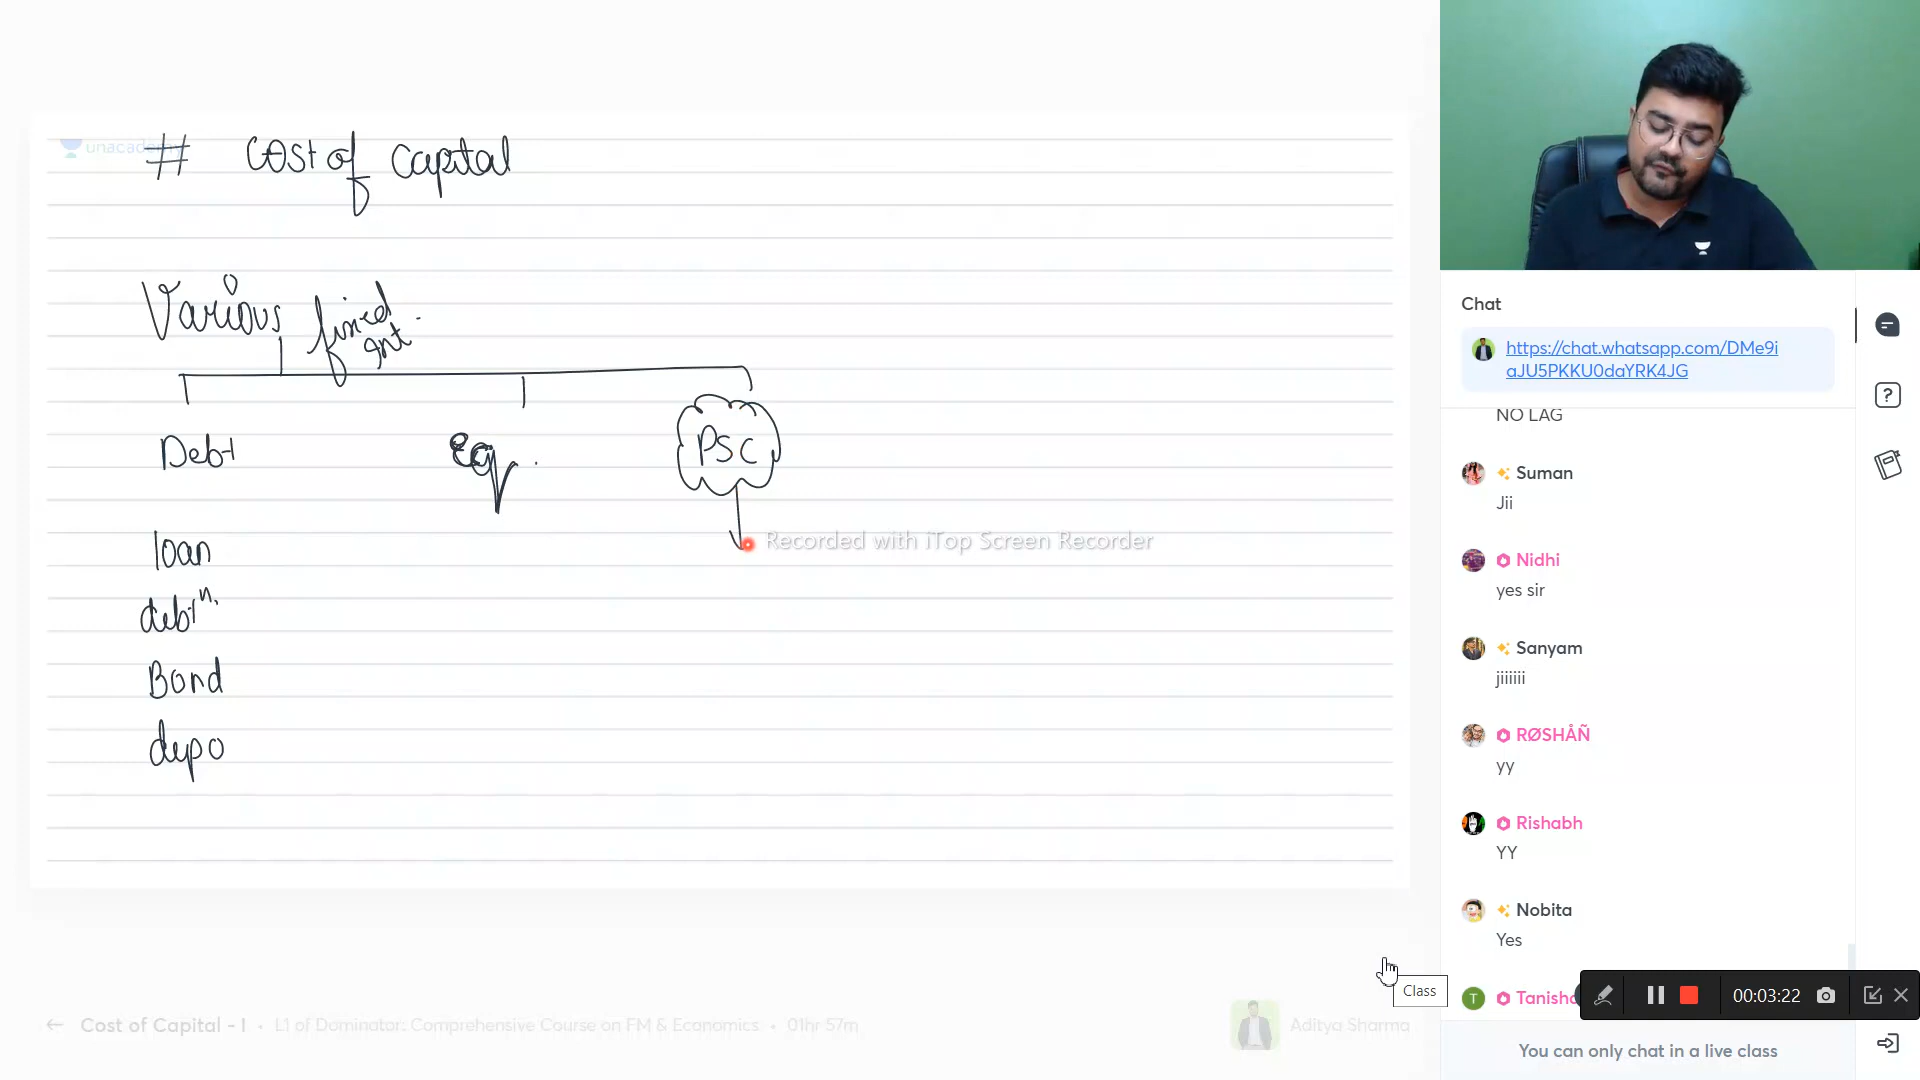 unacademy
# Cost of capital
Various fixed
Int.
Debt
Eq.
PSC
loan
debtn.
Bond
depo
Recorded with iTop Screen Recorder
← Cost of Capital - I • L1 of Dominator: Comprehensive Course on FM & Economics • 01hr 57m
Aditya Sharma
Class
Chat
https://chat.whatsapp.com/DMe9i
aJU5PKKU0daYRK4JG
NO LAG
Suman
Jii
Nidhi
yes sir
Sanyam
jiiiiii
RØSHÅÑ
yy
Rishabh
YY
Nobita
Yes
T Tanisha
00:03:22
You can only chat in a live class